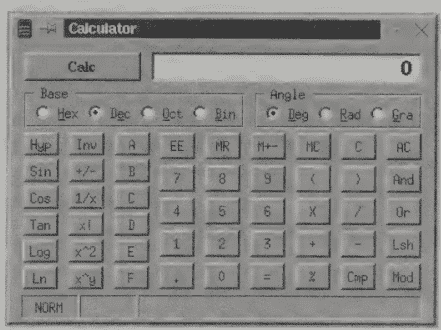 Calculator
Calc 0
Base Angle
Hex Dec Oct Bin Deg Rad Gra
Hyp Inv A EE MR M+- MC C AC
Sin +/- B 7 8 9 ( ) And
Cos 1/x C 4 5 6 X / Or
Tan x! D 1 2 3 + - Lsh
Log x^2 E . 0 = % Cmp Mod
Ln x^y F
NORM